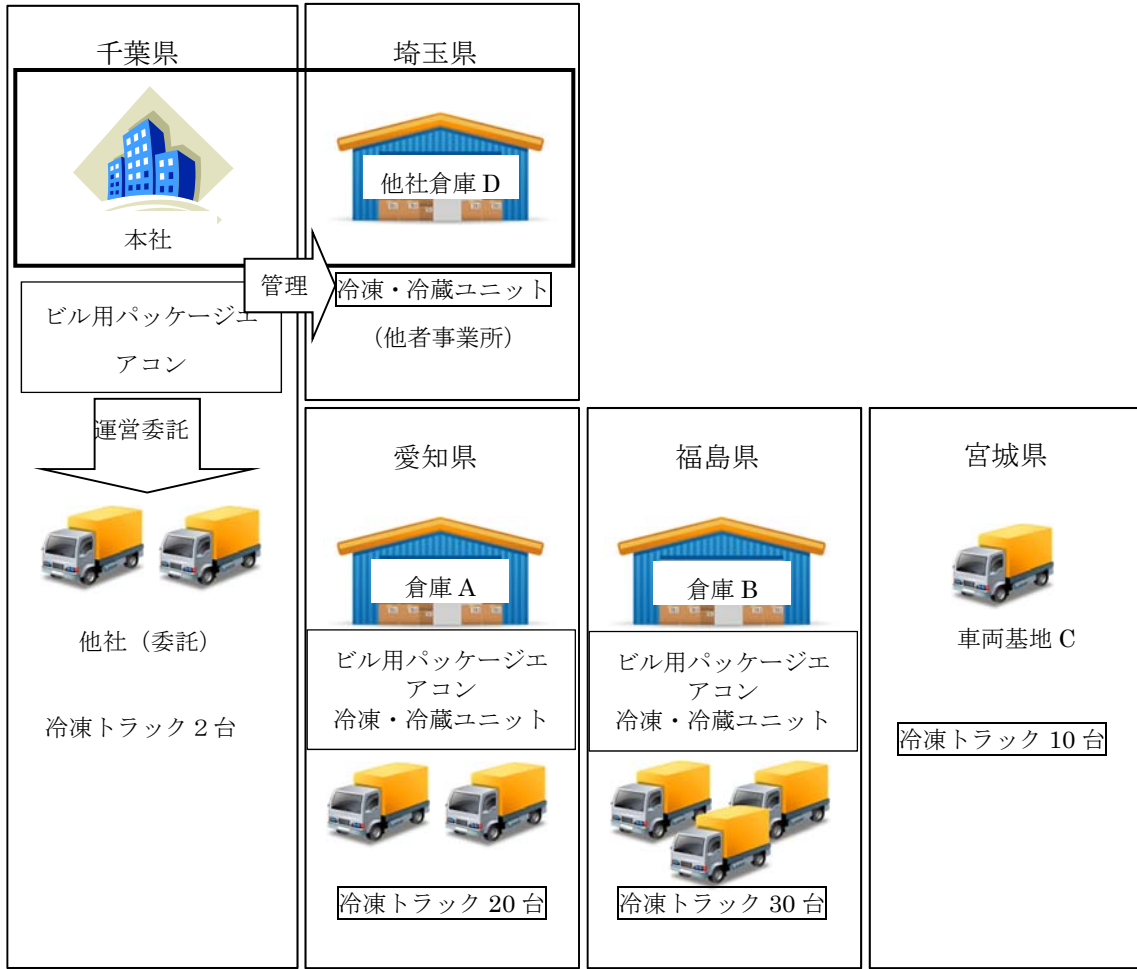 千葉県
本社
ビル用パッケージエ
アコン
運営委託
他社（委託）
冷凍トラック２台
埼玉県
他社倉庫 D
管理
冷凍・冷蔵ユニット
（他者事業所）
愛知県
倉庫 A
ビル用パッケージエ
アコン
冷凍・冷蔵ユニット
冷凍トラック 20 台
福島県
倉庫 B
ビル用パッケージエ
アコン
冷凍・冷蔵ユニット
冷凍トラック 30 台
宮城県
車両基地 C
冷凍トラック 10 台